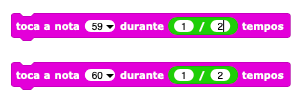 toca a nota 59 durante 1 / 2 tempos
toca a nota 60 durante 1 / 2 tempos